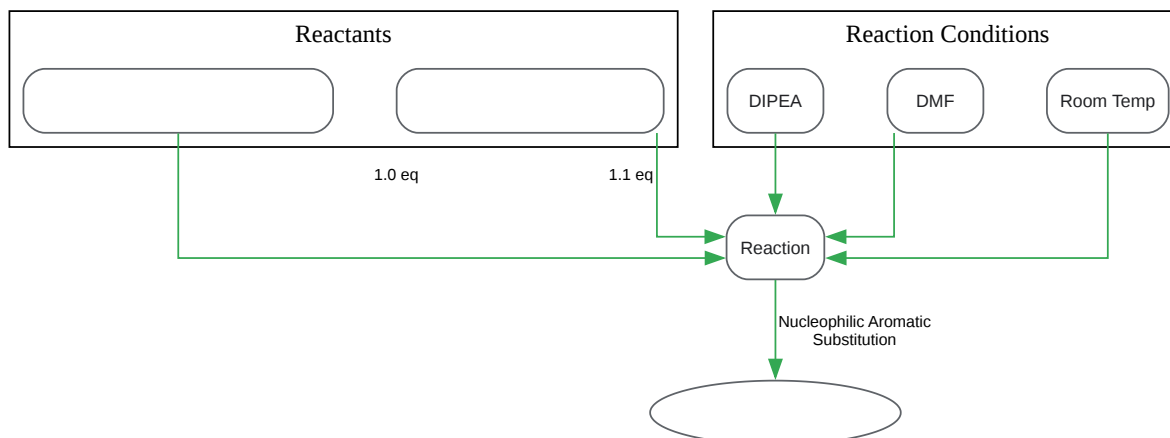 Reactants
Reaction Conditions
DIPEA
DMF
Room Temp
1.0 eq
1.1 eq
Reaction
Nucleophilic Aromatic
Substitution